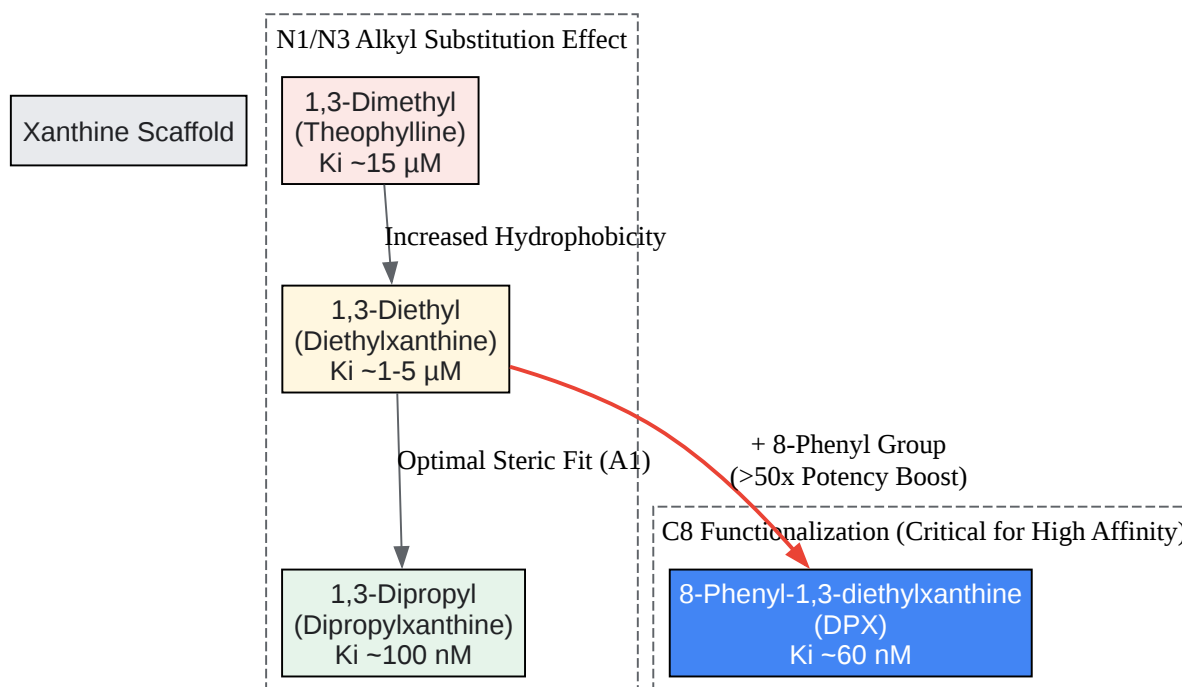 N1/N3 Alkyl Substitution Effect
Xanthine Scaffold
1,3-Dimethyl
(Theophylline)
Ki ~15 µM
Increased Hydrophobicity
1,3-Diethyl
(Diethylxanthine)
Ki ~1-5 µM
Optimal Steric Fit (A1)
+ 8-Phenyl Group
(>50x Potency Boost)
C8 Functionalization (Critical for High Affinity)
1,3-Dipropyl
(Dipropylxanthine)
Ki ~100 nM
8-Phenyl-1,3-diethylxanthine
(DPX)
Ki ~60 nM